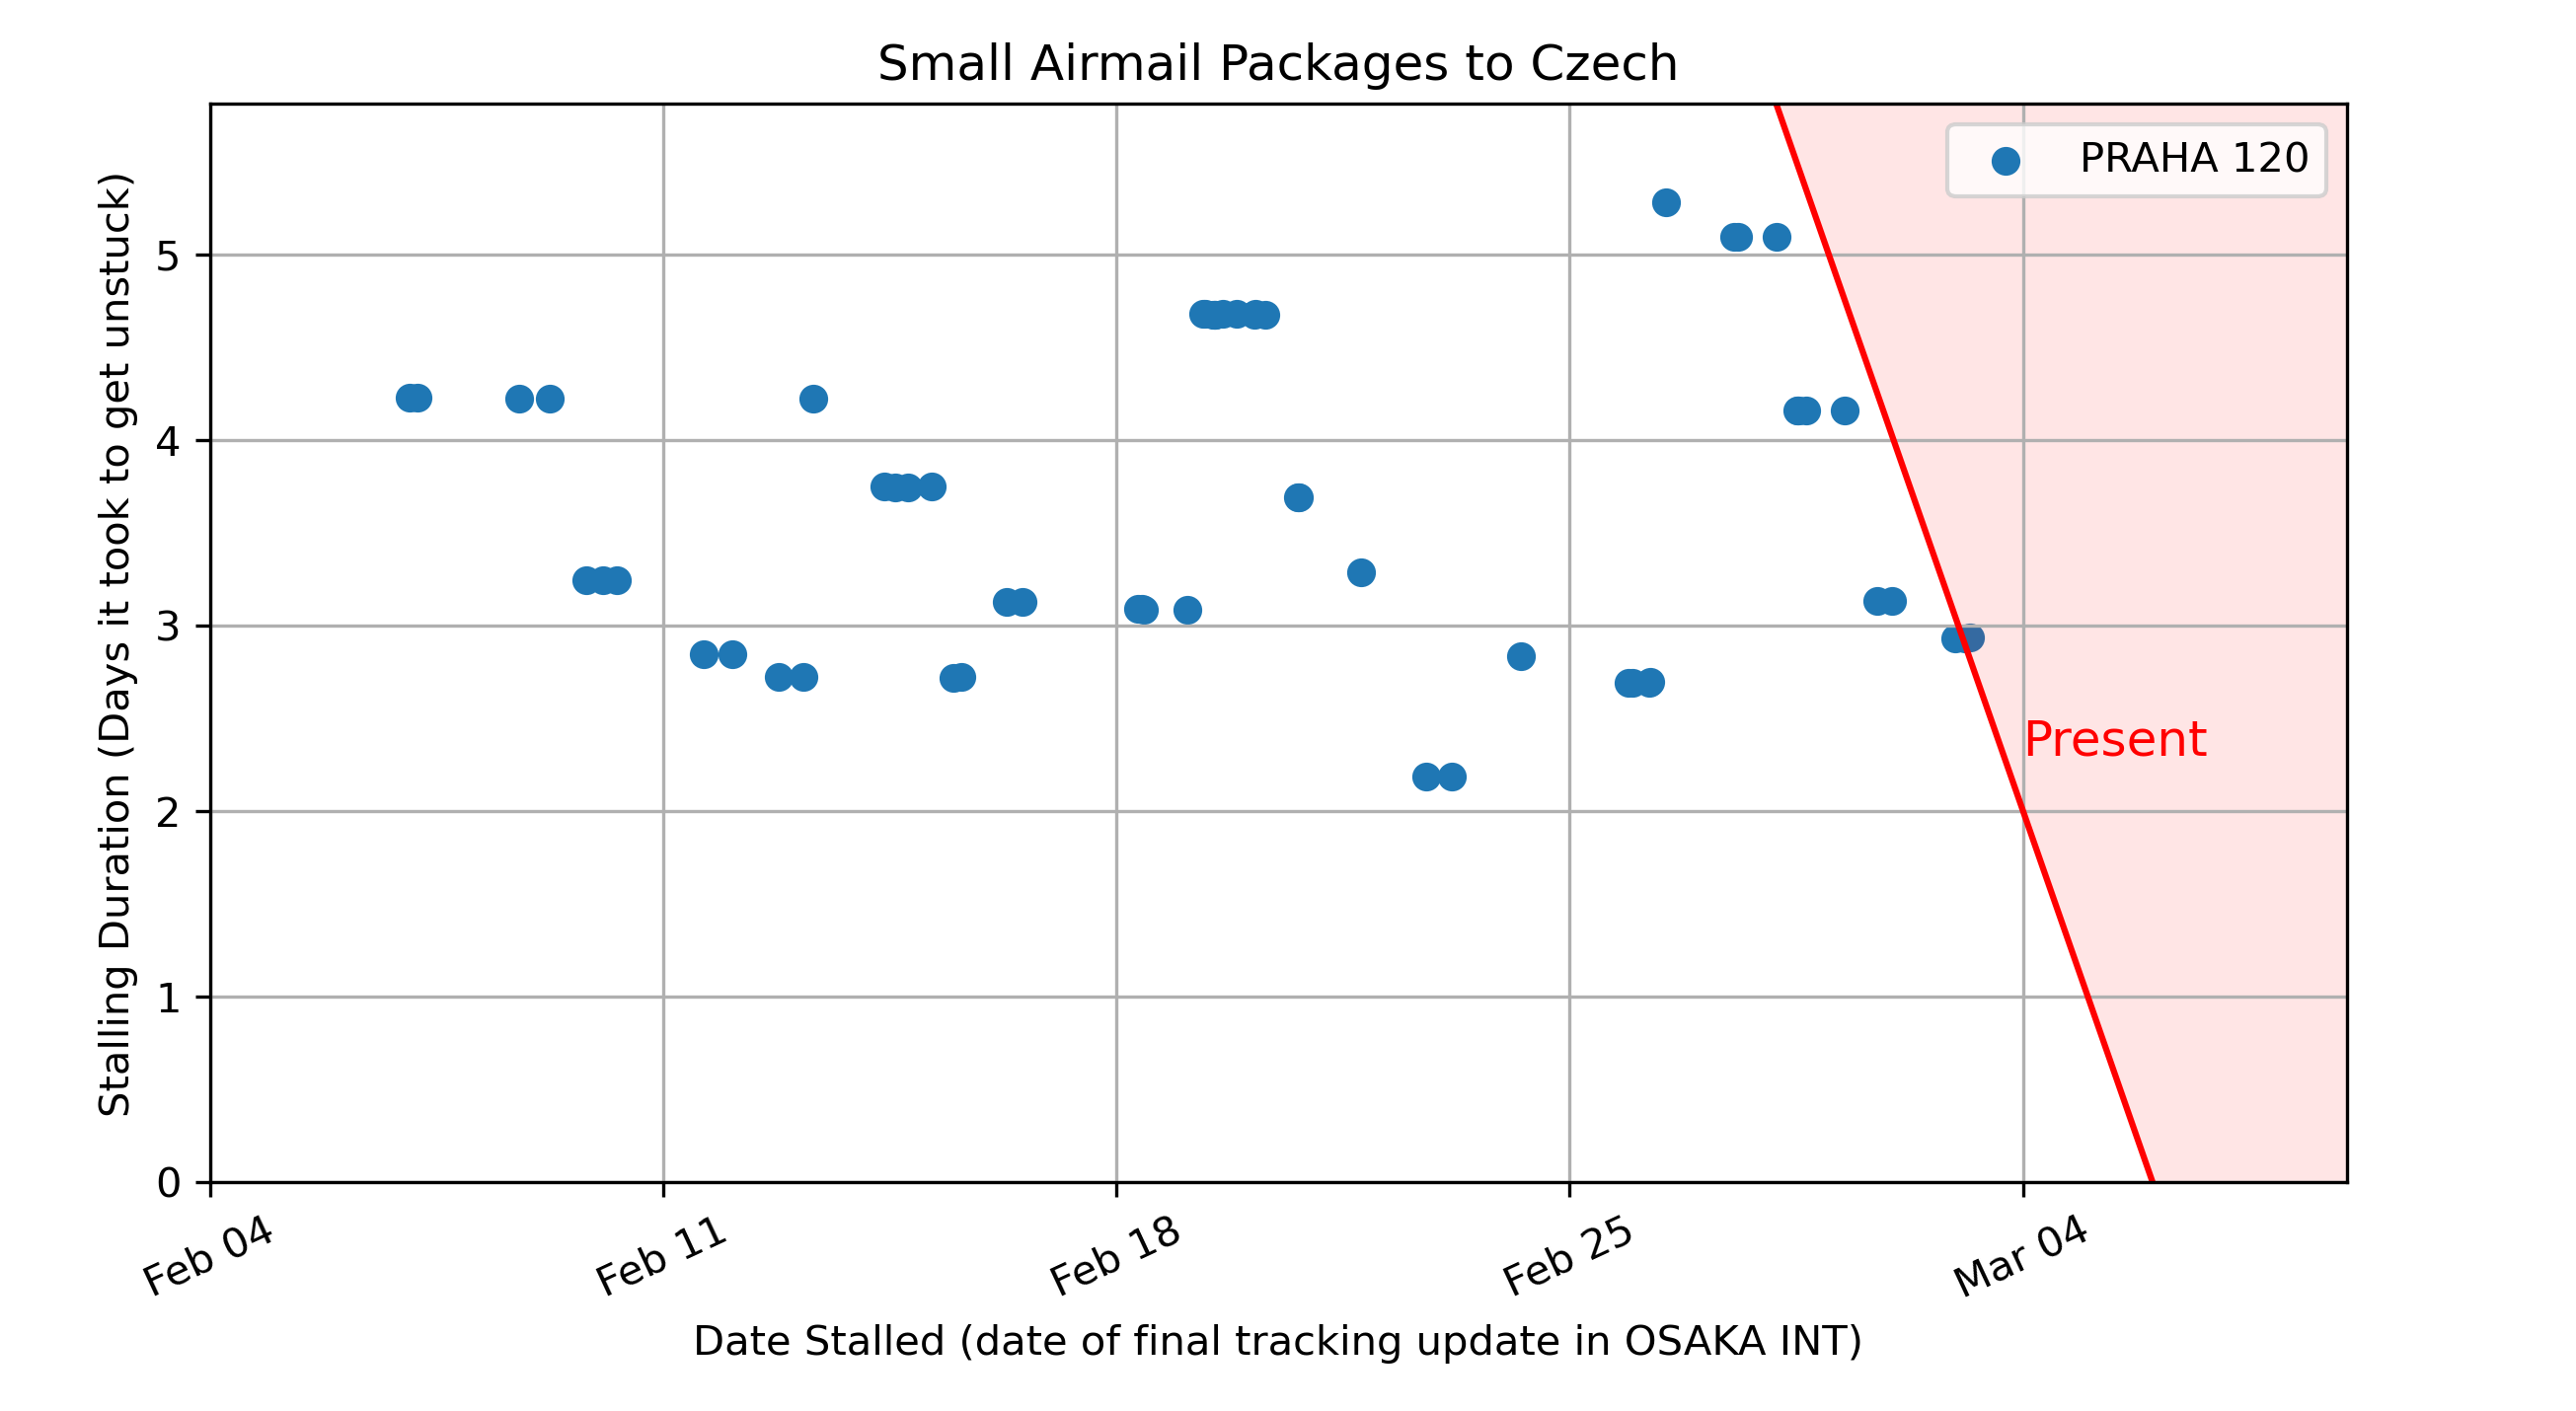 Small Airmail Packages to Czech
PRAHA 120
Stalling Duration (Days it took to get unstuck)
5
4
3
2
1
0
Present
Feb 04
Feb 11
Feb 18
Feb 25
Mar 04
Date Stalled (date of final tracking update in OSAKA INT)